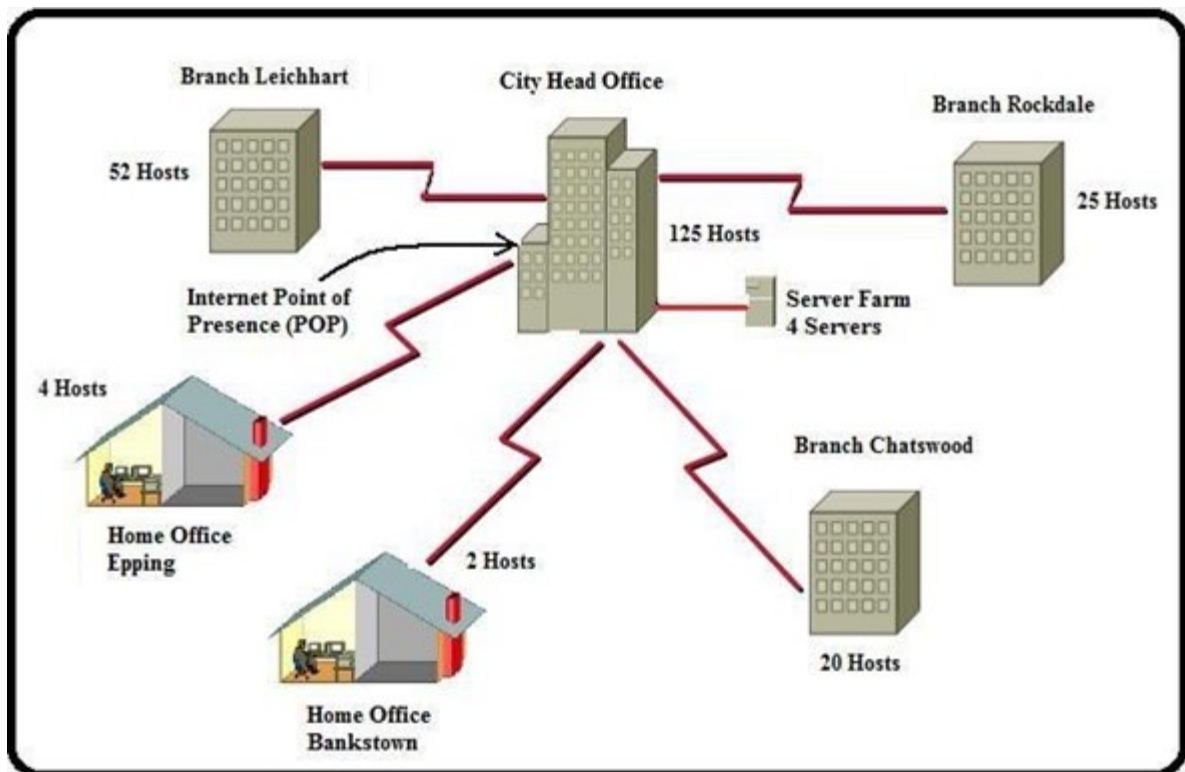 Branch Leichhart
City Head Office
Branch Rockdale
52 Hosts
25 Hosts
125 Hosts
Internet Point of
Presence (POP)
Server Farm
4 Servers
4 Hosts
Branch Chatswood
Home Office
Epping
2 Hosts
20 Hosts
Home Office
Bankstown